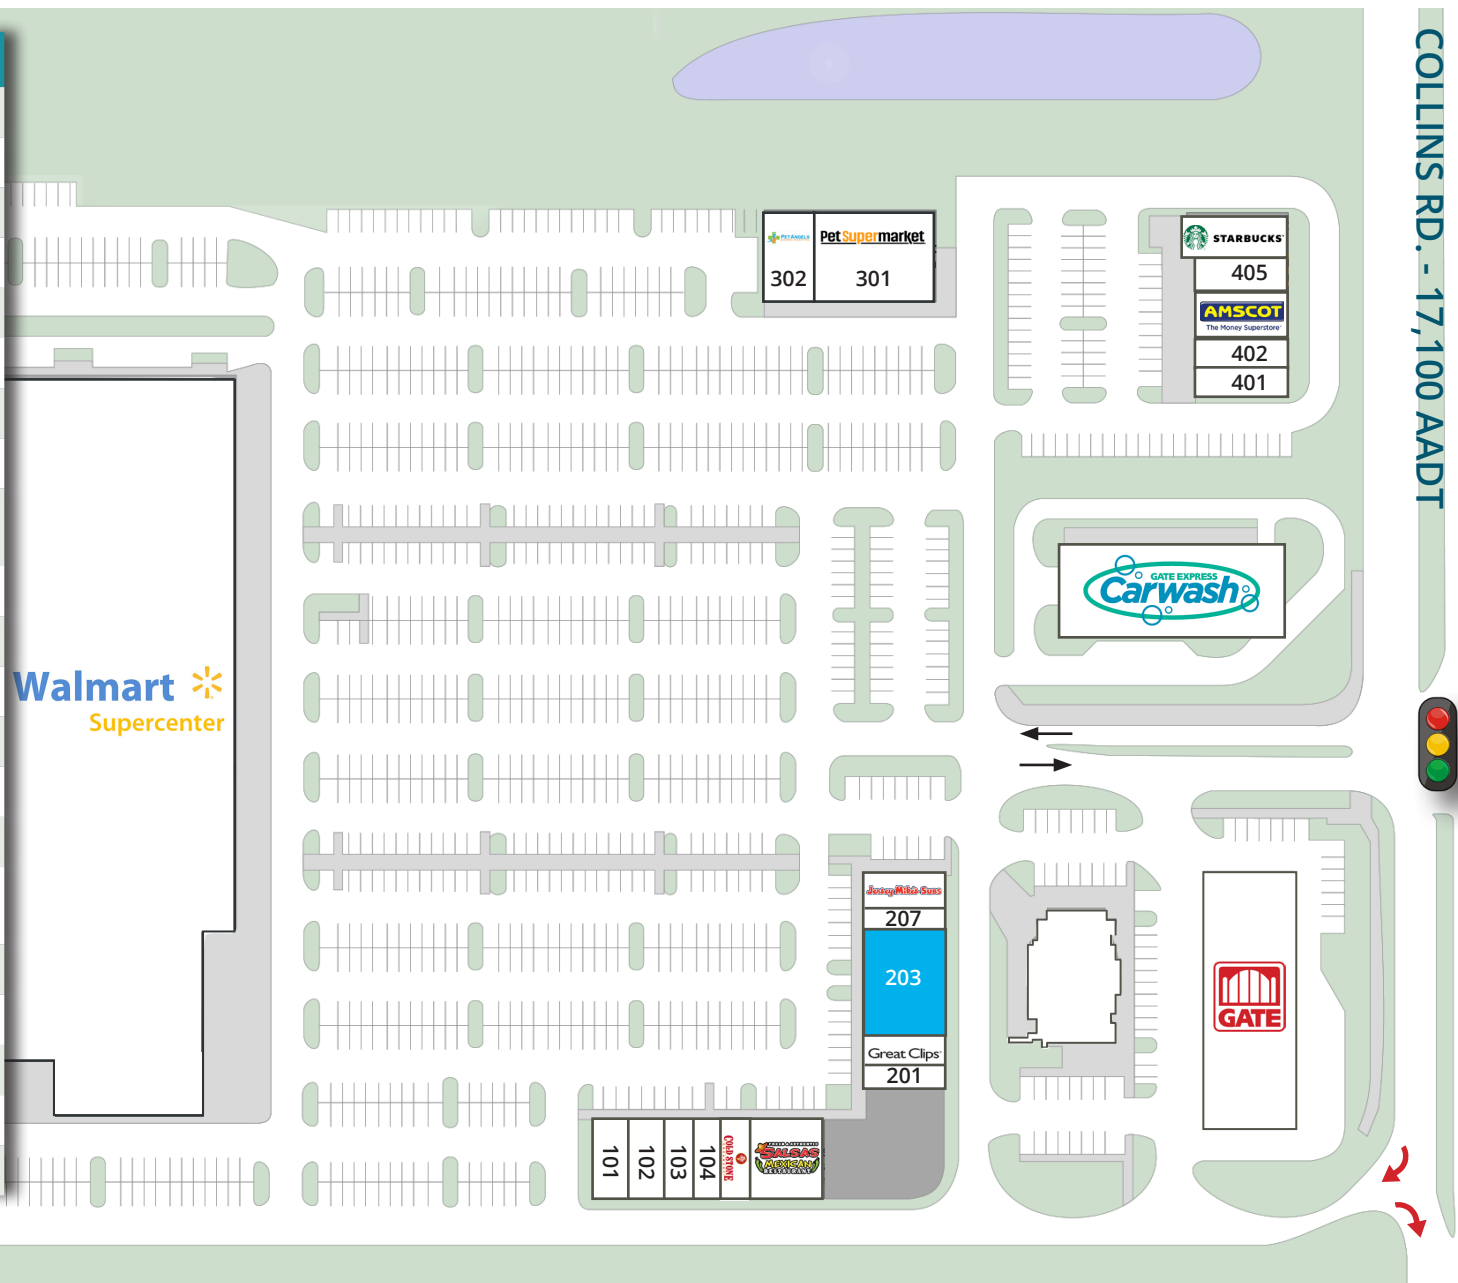 COLLINS RD. - 17,100 AADT
PET ANGELS
PetSupermarket
302
301
STARBUCKS
405
AMSCOT
The Money Superstore
402
401
GATE EXPRESS
Carwash
Walmart
Supercenter
Jersey Mike's Subs
207
203
Great Clips
201
GATE
101
102
103
104
COLD STONE
SALSAS
MEXICAN
RESTAURANT